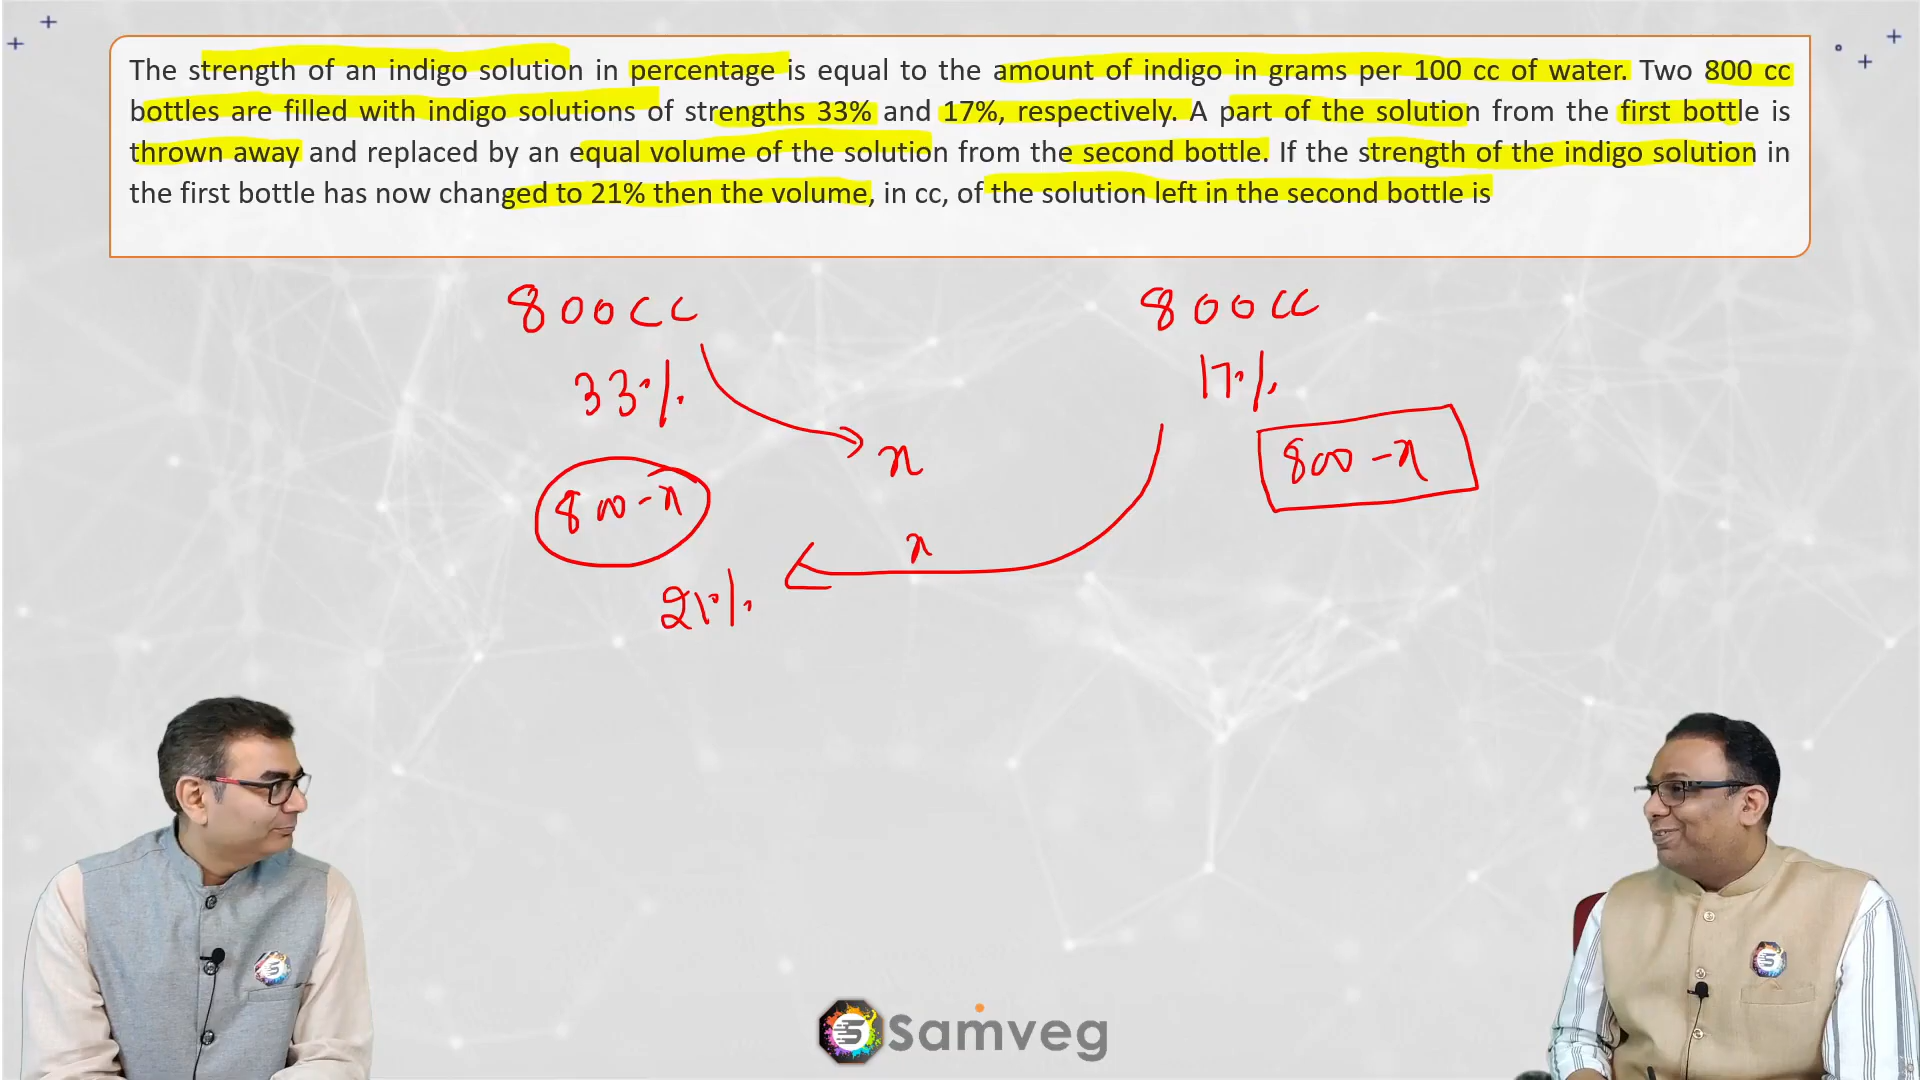 The strength of an indigo solution in percentage is equal to the amount of indigo in grams per 100 cc of water. Two 800 cc
bottles are filled with indigo solutions of strengths 33% and 17%, respectively. A part of the solution from the first bottle is
thrown away and replaced by an equal volume of the solution from the second bottle. If the strength of the indigo solution in
the first bottle has now changed to 21% then the volume, in cc, of the solution left in the second bottle is
800cc
800cc
33%
17%
x
800-x
800-x
x
21%
Samveg